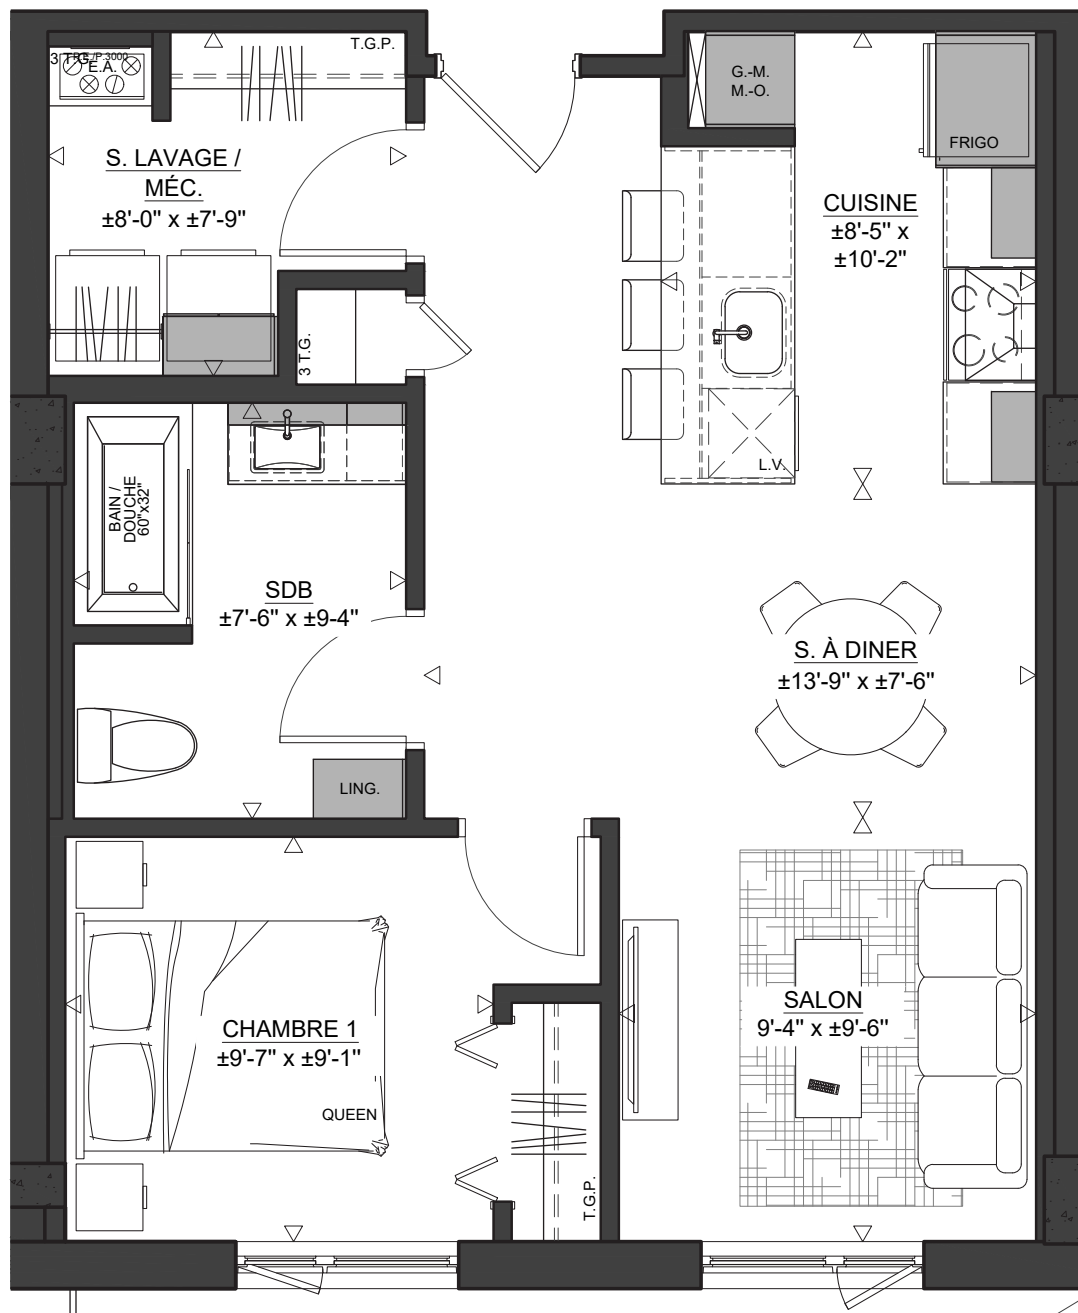 T.G.P.
3 T.G.
P.E./P.3000
E.A.
G.-M.
M.-O.
FRIGO
S. LAVAGE /
MÉC.
±8'-0" x ±7'-9"
CUISINE
±8'-5" x
±10'-2"
3 T.G.
L.V.
BAIN /
DOUCHE
60"x32"
SDB
±7'-6" x ±9-4"
S. À DINER
±13'-9" x ±7'-6"
LING.
SALON
9'-4" x ±9'-6"
CHAMBRE 1
±9'-7" x ±9'-1"
QUEEN
T.G.P.